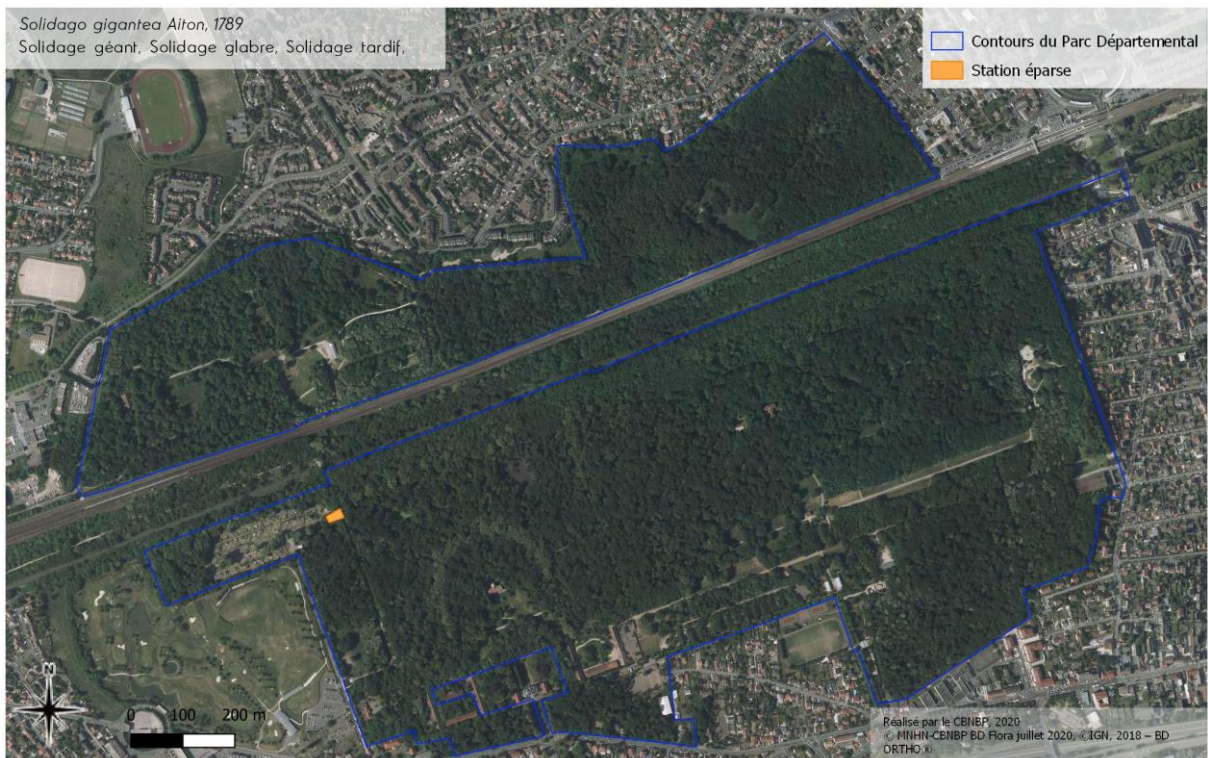 Solidago gigantea Aiton, 1789
Solidage géant, Solidage glabre, Solidage tardif,
Contours du Parc Départemental
Station éparse
N
0 100 200 m
Réalisé par le CBNBP, 2020
© MNHN-CBNBP BD Flora juillet 2020, ©IGN, 2018 – BD
ORTHO ®